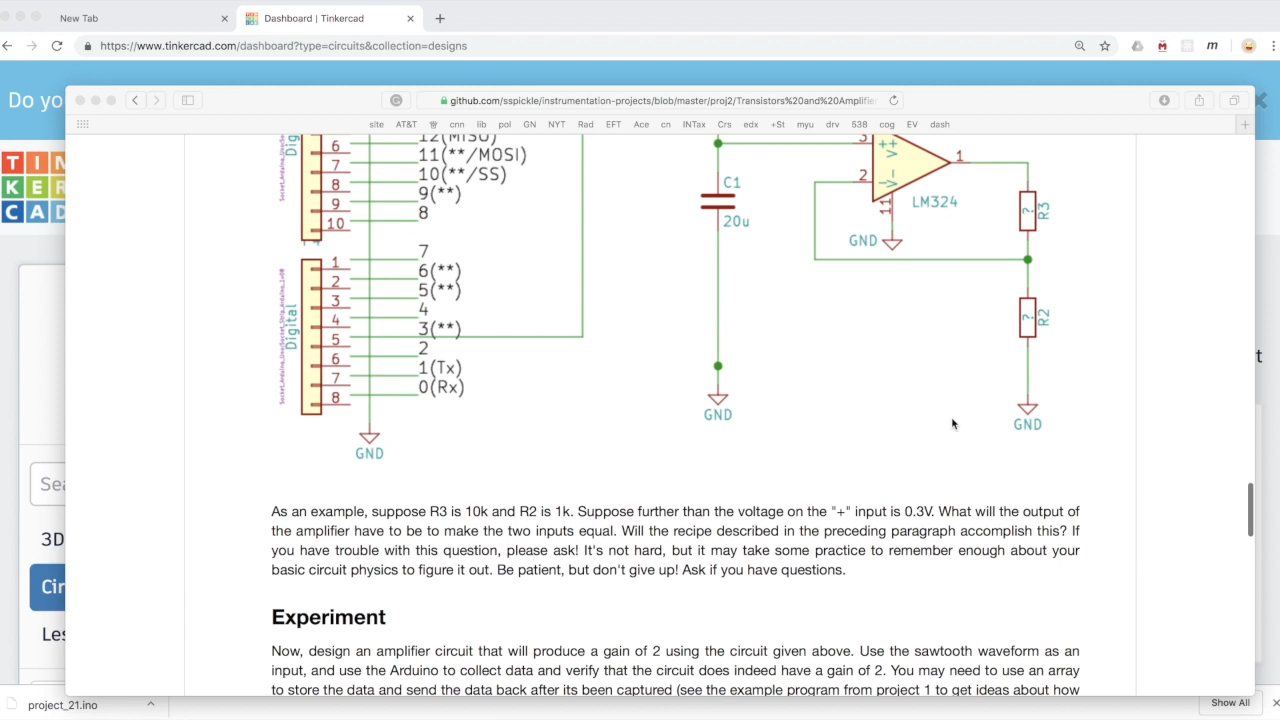 New Tab
Dashboard | Tinkercad
https://www.tinkercad.com/dashboard?type=circuits&collection=designs
Do yo
github.com/sspickle/instrumentation-projects/blob/master/proj2/Transistors%20and%20Amplifie
site AT&T cnn lib pol GN NYT Rad EFT Ace cn INTax Crs edx +St myu drv 538 cog EV dash
T I N
K E R
C A D
12(MISO)
11(**/MOSI)
10(**/SS)
9(**)
8
6
7
8
9
10
Digi
7
6(**)
5(**)
4
3(**)
2
1(Tx)
0(Rx)
1
2
3
4
5
6
7
8
Digital
GND
C1
20u
GND
3
2
1
V+
V-
11
LM324
GND
R3
?
R2
?
GND
As an example, suppose R3 is 10k and R2 is 1k. Suppose further than the voltage on the "+" input is 0.3V. What will the output of
the amplifier have to be to make the two inputs equal. Will the recipe described in the preceding paragraph accomplish this? If
you have trouble with this question, please ask! It's not hard, but it may take some practice to remember enough about your
basic circuit physics to figure it out. Be patient, but don't give up! Ask if you have questions.
Experiment
Now, design an amplifier circuit that will produce a gain of 2 using the circuit given above. Use the sawtooth waveform as an
input, and use the Arduino to collect data and verify that the circuit does indeed have a gain of 2. You may need to use an array
to store the data and send the data back after its been captured (see the example program from project 1 to get ideas about how
Sea
3D
Cir
Les
t
project_21.ino
Show All